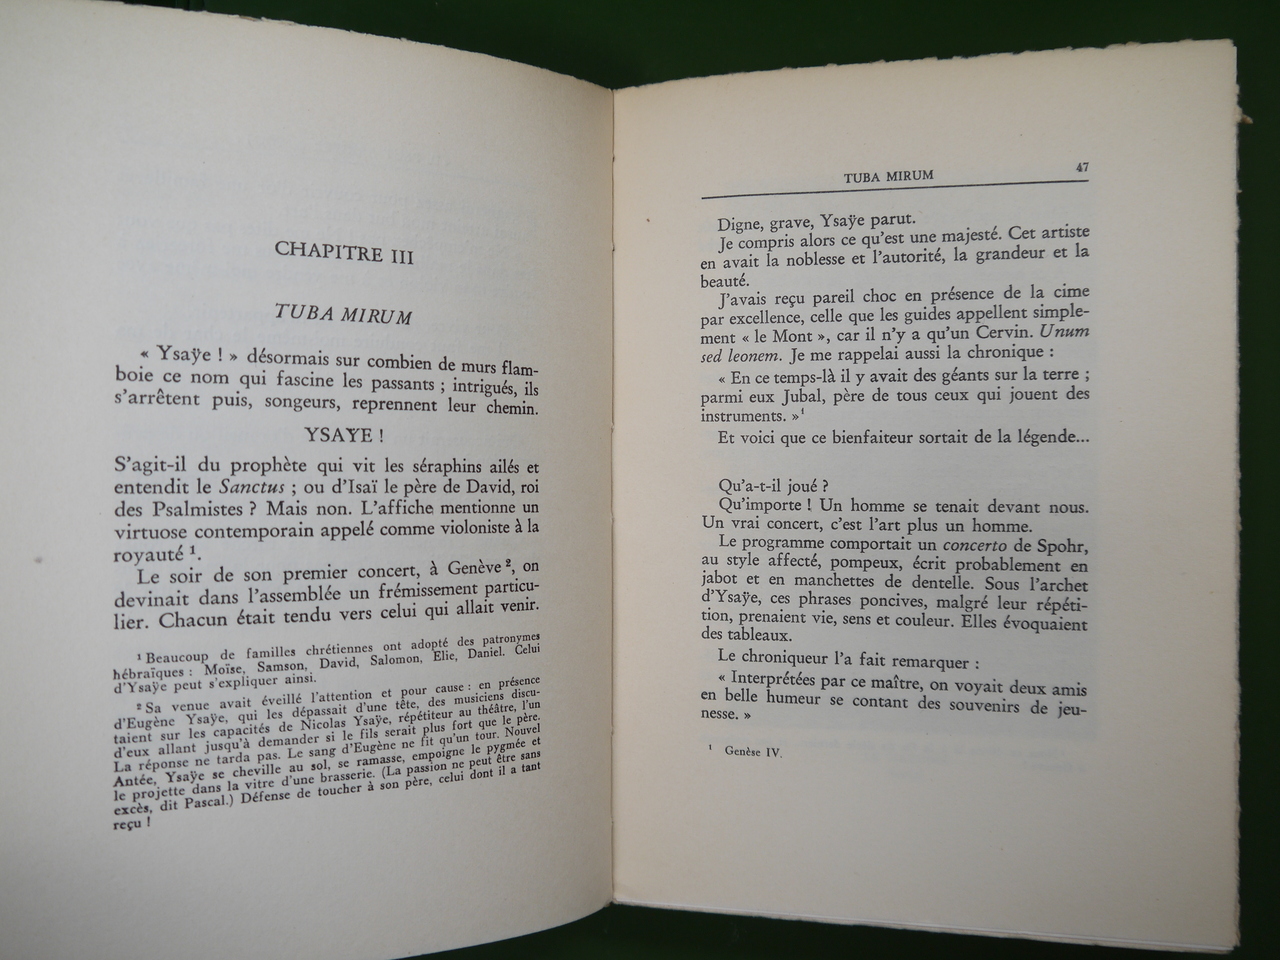 CHAPITRE III
TUBA MIRUM
« Ysaÿe ! » désormais sur combien de murs flam-
boie ce nom qui fascine les passants ; intrigués, ils
s'arrêtent puis, songeurs, reprennent leur chemin.
YSAŸE !
S'agit-il du prophète qui vit les séraphins ailés et
entendit le Sanctus ; ou d'Isaï le père de David, roi
des Psalmistes ? Mais non. L'affiche mentionne un
virtuose contemporain appelé comme violoniste à la
royauté ¹.
Le soir de son premier concert, à Genève ², on
devinait dans l'assemblée un frémissement particu-
lier. Chacun était tendu vers celui qui allait venir.
¹ Beaucoup de familles chrétiennes ont adopté des patronymes
hébraïques : Moïse, Samson, David, Salomon, Elie, Daniel. Celui
d'Ysaÿe peut s'expliquer ainsi.
² Sa venue avait éveillé l'attention et pour cause : en présence
d'Eugène Ysaÿe, qui les dépassait d'une tête, des musiciens discu-
taient sur les capacités de Nicolas Ysaÿe, répétiteur au théâtre, l'un
d'eux allant jusqu'à demander si le fils serait plus fort que le père.
La réponse ne tarda pas. Le sang d'Eugène ne fit qu'un tour. Nouvel
Antée, Ysaÿe se cheville au sol, se ramasse, empoigne le pygmée et
le projette dans la vitre d'une brasserie. (La passion ne peut être sans
excès, dit Pascal.) Défense de toucher à son père, celui dont il a tant
reçu !
TUBA MIRUM 47
Digne, grave, Ysaÿe parut.
Je compris alors ce qu'est une majesté. Cet artiste
en avait la noblesse et l'autorité, la grandeur et la
beauté.
J'avais reçu pareil choc en présence de la cime
par excellence, celle que les guides appellent simple-
ment « le Mont », car il n'y a qu'un Cervin. Unum
sed leonem. Je me rappelai aussi la chronique :
« En ce temps-là il y avait des géants sur la terre ;
parmi eux Jubal, père de tous ceux qui jouent des
instruments. »¹
Et voici que ce bienfaiteur sortait de la légende...
Qu'a-t-il joué ?
Qu'importe ! Un homme se tenait devant nous.
Un vrai concert, c'est l'art plus un homme.
Le programme comportait un concerto de Spohr,
au style affecté, pompeux, écrit probablement en
jabot et en manchettes de dentelle. Sous l'archet
d'Ysaÿe, ces phrases poncives, malgré leur répéti-
tion, prenaient vie, sens et couleur. Elles évoquaient
des tableaux.
Le chroniqueur l'a fait remarquer :
« Interprétées par ce maître, on voyait deux amis
en belle humeur se contant des souvenirs de jeu-
nesse. »
¹ Genèse IV.